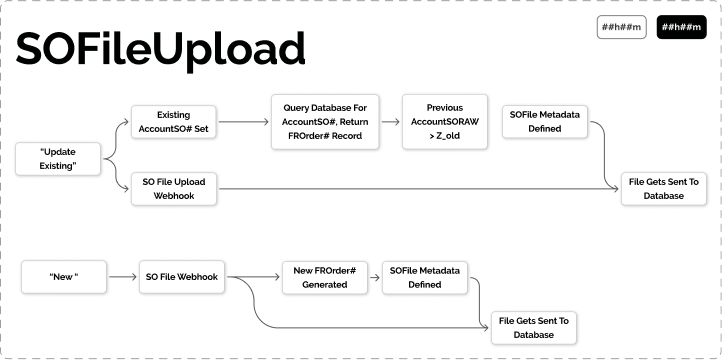 SOFileUpload
##h##m
##h##m
Existing
AccountSO# Set
Query Database For
AccountSO#, Return
FROrder# Record
Previous
AccountSORAW
> Z_old
SOFile Metadata
Defined
"Update
Existing"
SO File Upload
Webhook
File Gets Sent To
Database
"New "
SO File Webhook
New FROrder#
Generated
SOFile Metadata
Defined
File Gets Sent To
Database